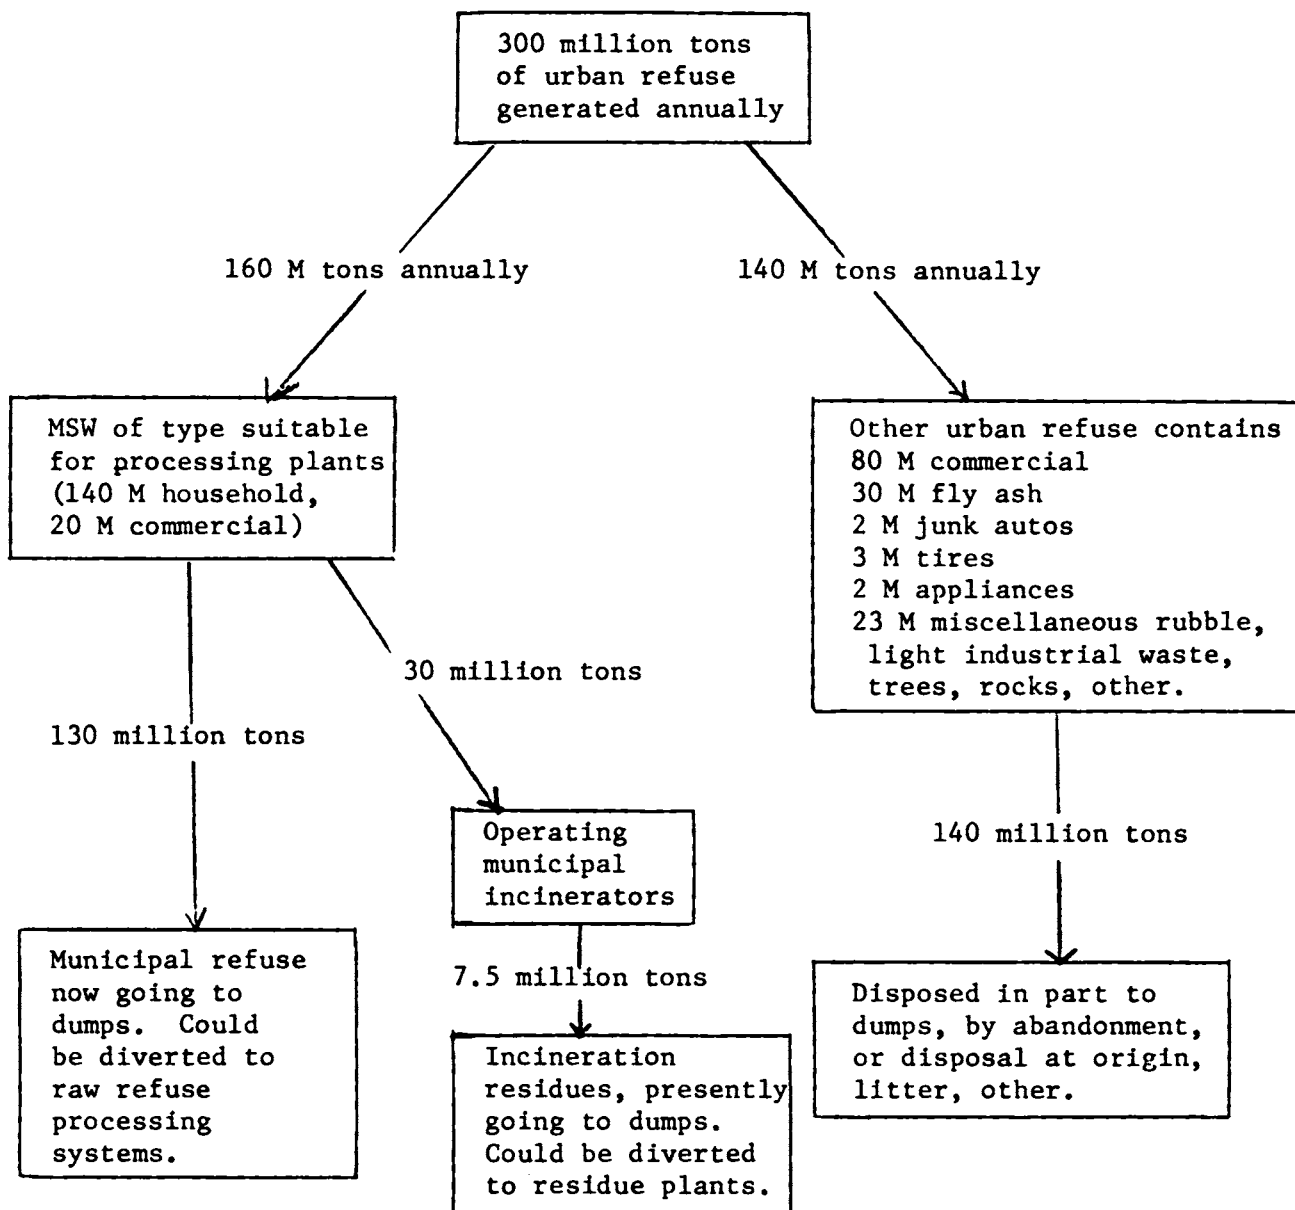 300 million tons
of urban refuse
generated annually
160 M tons annually
140 M tons annually
MSW of type suitable
for processing plants
(140 M household,
20 M commercial)
Other urban refuse contains
80 M commercial
30 M fly ash
2 M junk autos
3 M tires
2 M appliances
23 M miscellaneous rubble,
light industrial waste,
trees, rocks, other.
30 million tons
130 million tons
Operating
municipal
incinerators
140 million tons
Municipal refuse
now going to
dumps. Could
be diverted to
raw refuse
processing
systems.
7.5 million tons
Incineration
residues, presently
going to dumps.
Could be diverted
to residue plants.
Disposed in part to
dumps, by abandonment,
or disposal at origin,
litter, other.